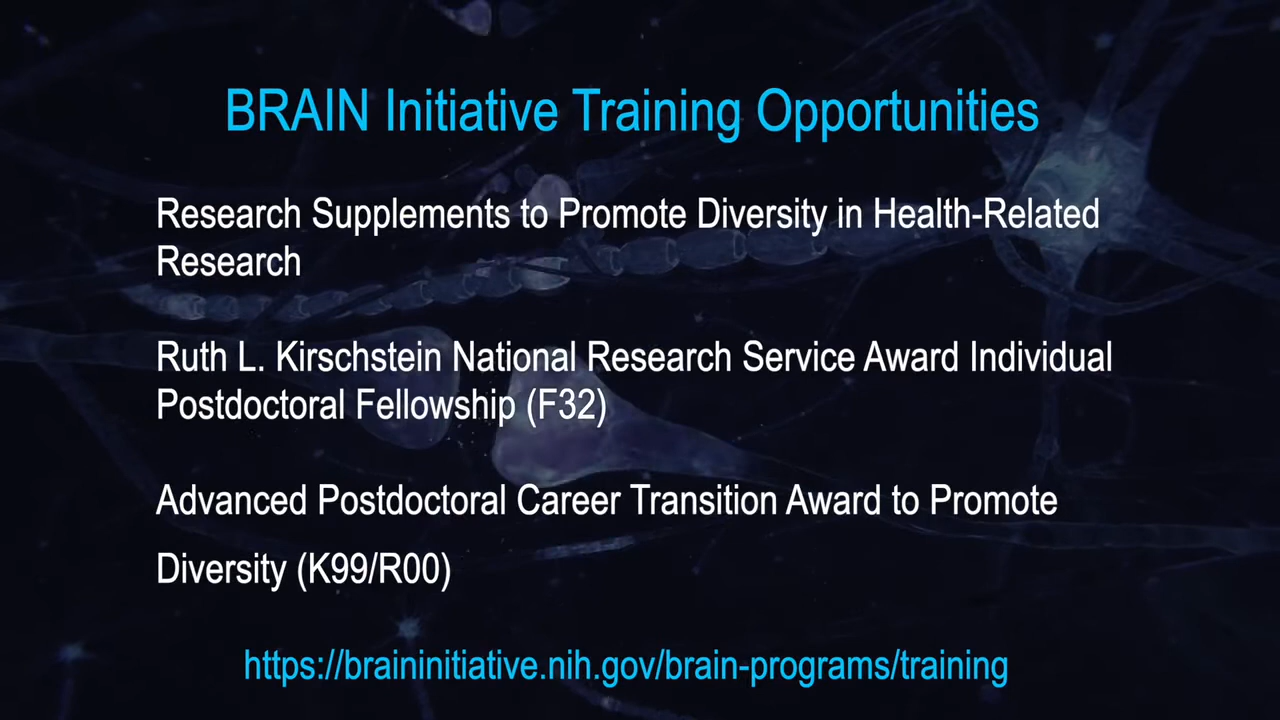 BRAIN Initiative Training Opportunities
Research Supplements to Promote Diversity in Health-Related
Research
Ruth L. Kirschstein National Research Service Award Individual
Postdoctoral Fellowship (F32)
Advanced Postdoctoral Career Transition Award to Promote
Diversity (K99/R00)
https://braininitiative.nih.gov/brain-programs/training